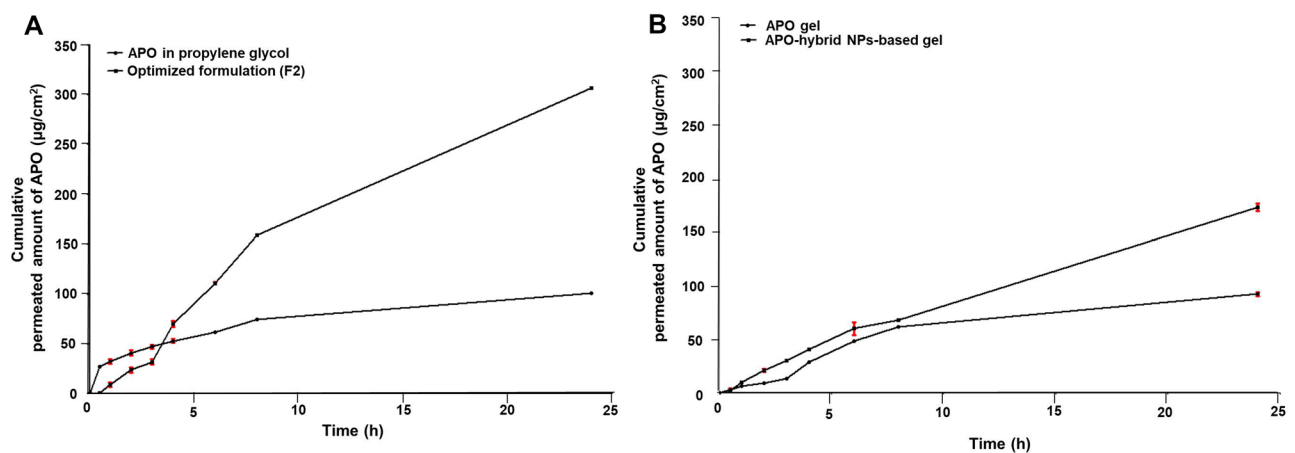 A
APO in propylene glycol
Optimized formulation (F2)
Cumulative
permeated amount of APO (µg/cm²)
350
300
250
200
150
100
50
0
0 5 10 15 20 25
Time (h)
B
APO gel
APO-hybrid NPs-based gel
Cumulative
permeated amount of APO (µg/cm²)
350
300
250
200
150
100
50
0
0 5 10 15 20 25
Time (h)